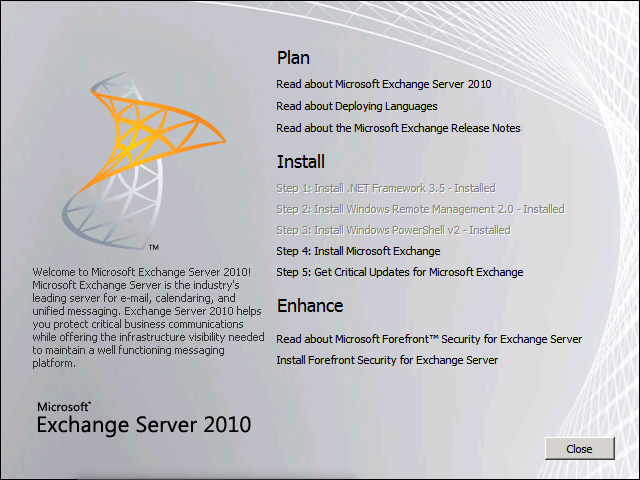 Plan
Read about Microsoft Exchange Server 2010
Read about Deploying Languages
Read about the Microsoft Exchange Release Notes
Install
Step 1: Install .NET Framework 3.5 - Installed
Step 2: Install Windows Remote Management 2.0 - Installed
Step 3: Install Windows PowerShell v2 - Installed
Step 4: Install Microsoft Exchange
Step 5: Get Critical Updates for Microsoft Exchange
Enhance
Read about Microsoft Forefront™ Security for Exchange Server
Install Forefront Security for Exchange Server
TM
Welcome to Microsoft Exchange Server 2010!
Microsoft Exchange Server is the industry's
leading server for e-mail, calendaring, and
unified messaging. Exchange Server 2010 helps
you protect critical business communications
while offering the infrastructure visibility needed
to maintain a well functioning messaging
platform.
Microsoft®
Exchange Server 2010
Close